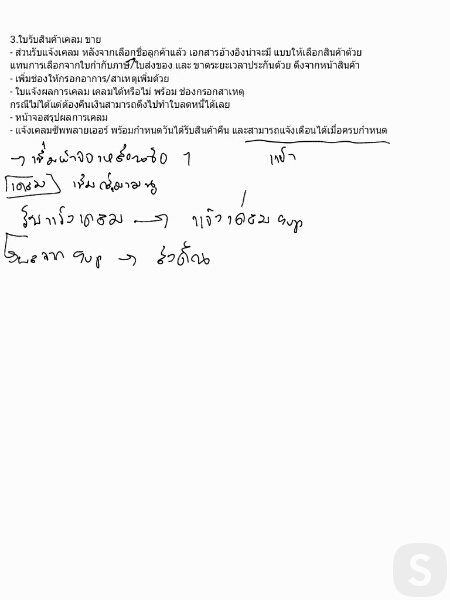 3.ใบรับสินค้าเคลม ขาย
- ส่วนรับแจ้งเคลม หลังจากเลือกชื่อลูกค้าแล้ว เอกสารอ้างอิงน่าจะมี แบบให้เลือกสินค้าด้วย
แทนการเลือกจากใบกำกับภาษี/ใบส่งของ และ ขาดระยะเวลาประกันด้วย ดึงจากหน้าสินค้า
- เพิ่มช่องให้กรอกอาการ/สาเหตุเพิ่มด้วย
- ใบแจ้งผลการเคลม เคลมได้หรือไม่ พร้อม ช่องกรอกสาเหตุ
กรณีไม่ได้แต่ต้องคืนเงินสามารถดึงไปทำใบลดหนี้ได้เลย
- หน้าจอสรุปผลการเคลม
- แจ้งเคลมซัพพลายเออร์ พร้อมกำหนดวันได้รับสินค้าคืน และสามารถแจ้งเตือนได้เมื่อครบกำหนด
→ เพิ่มหน้าจอเหมือน
เคลม เพิ่ม
รับแจ้งเคลม → แจ้งเคลม sup
จาก sup → ส่งคืน
S